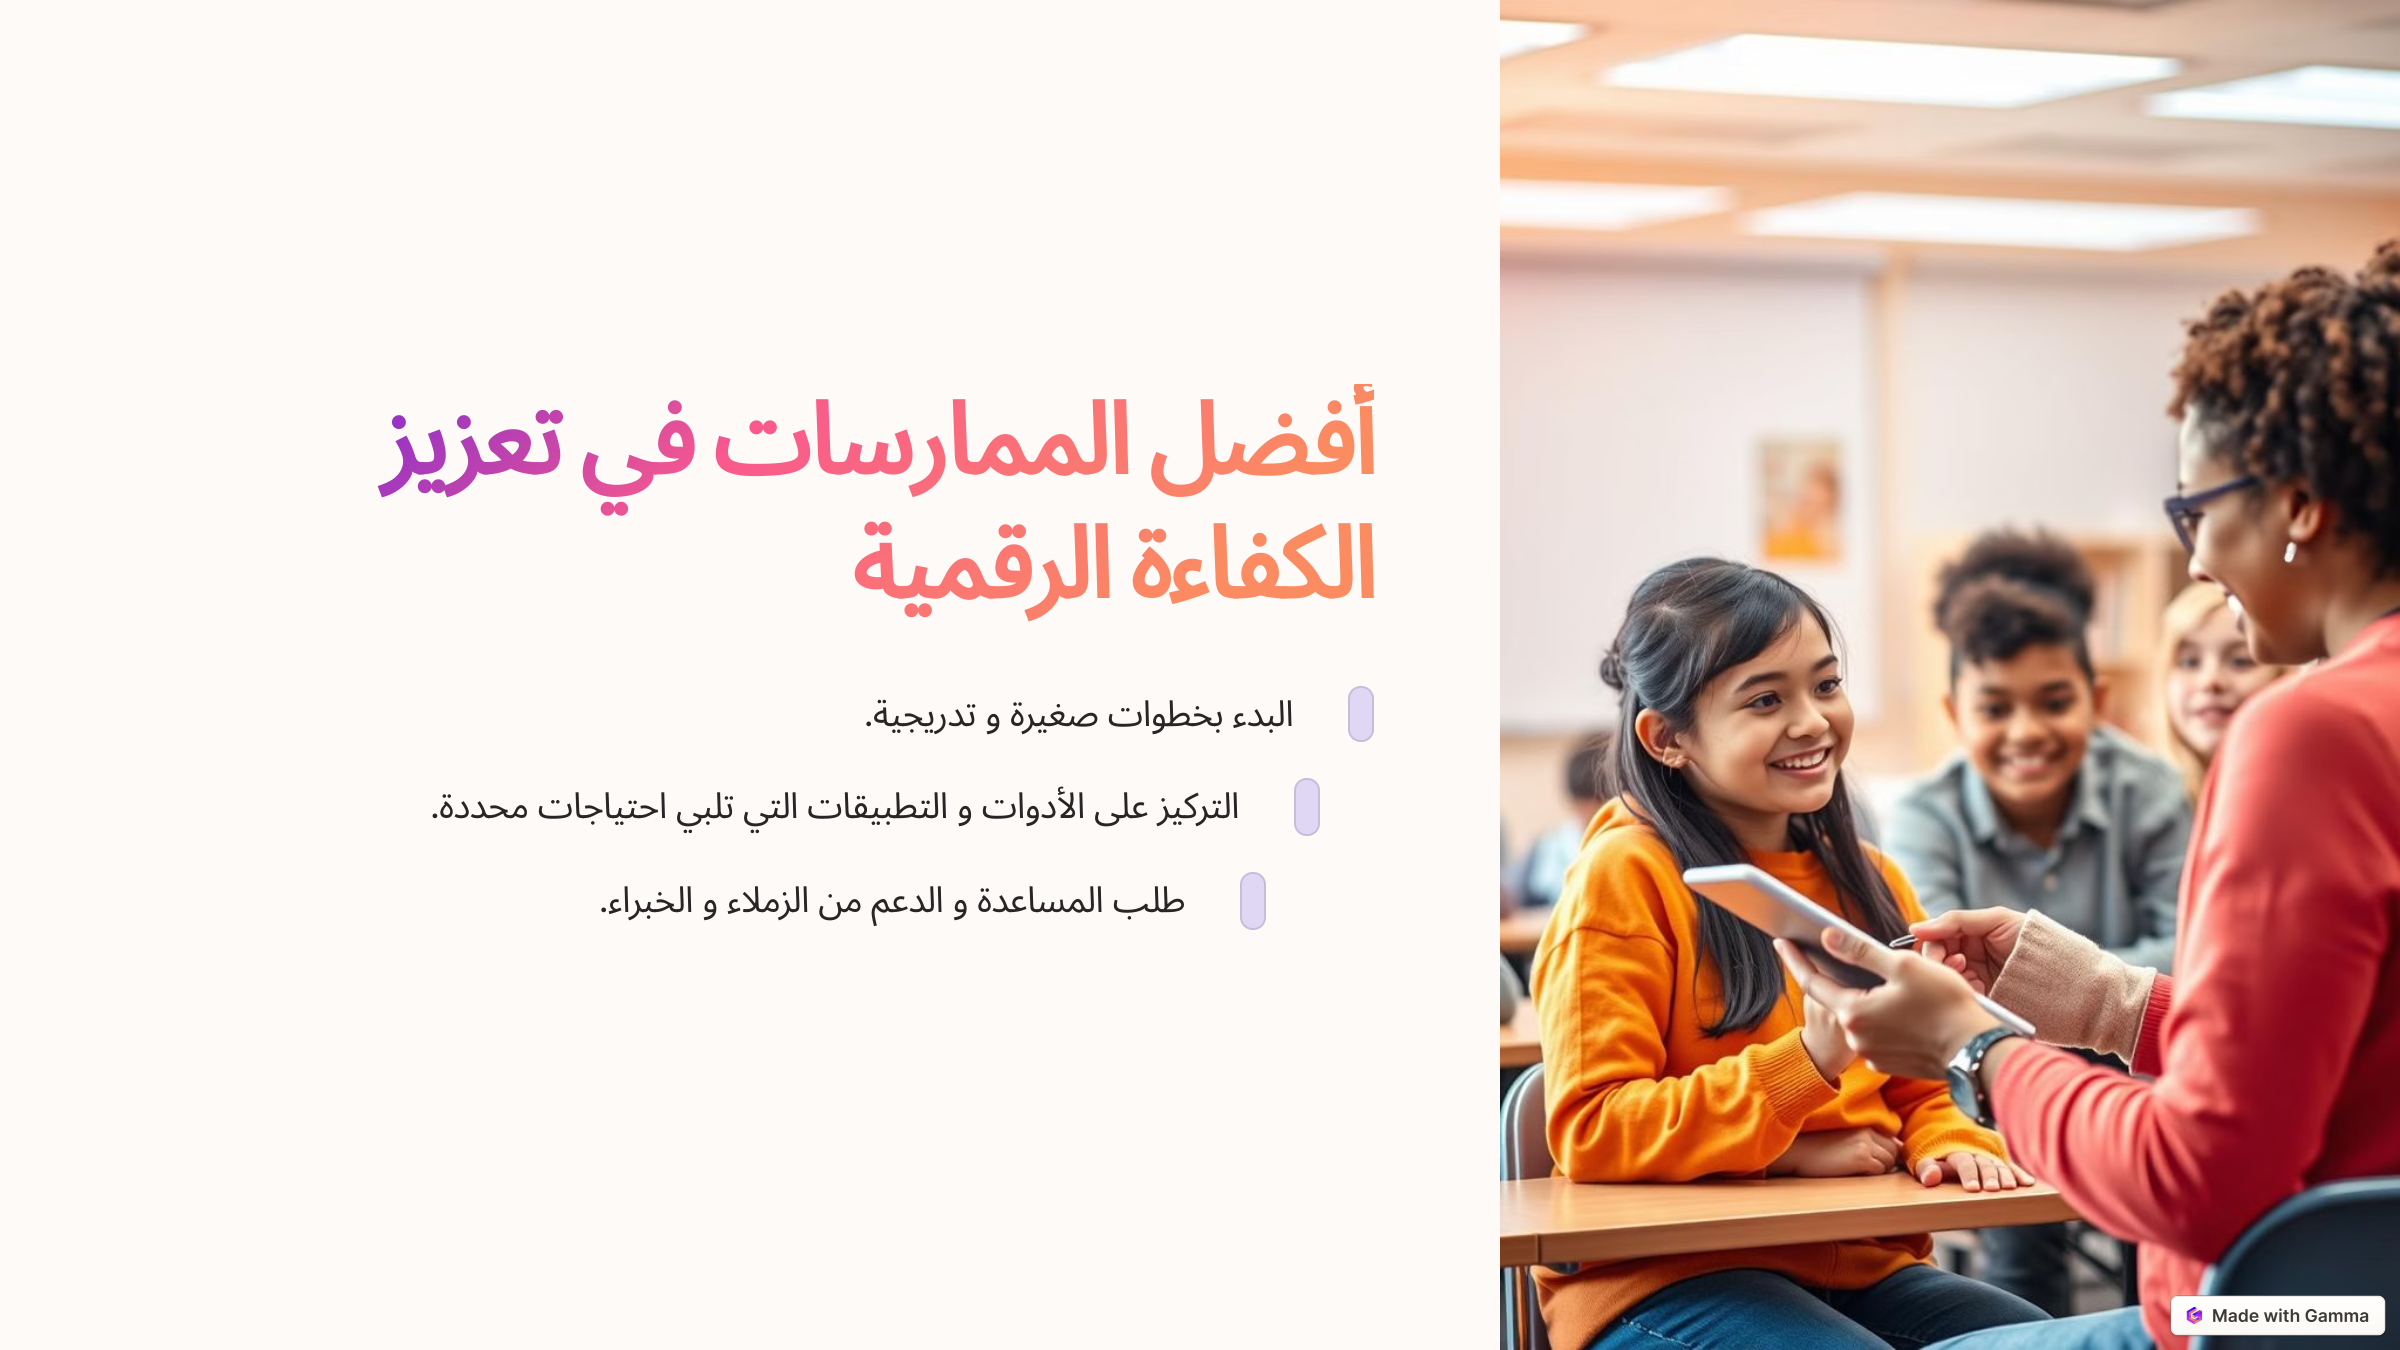 أفضل الممارسات في تعزيز
الكفاءة الرقمية
البدء بخطوات صغيرة و تدريجية.
التركيز على الأدوات و التطبيقات التي تلبي احتياجات محددة.
طلب المساعدة و الدعم من الزملاء و الخبراء.
Made with Gamma